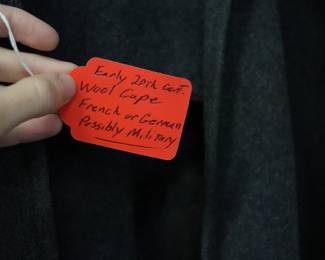 Early 20th Cent.
Wool Cape
French or German
Possibly Military